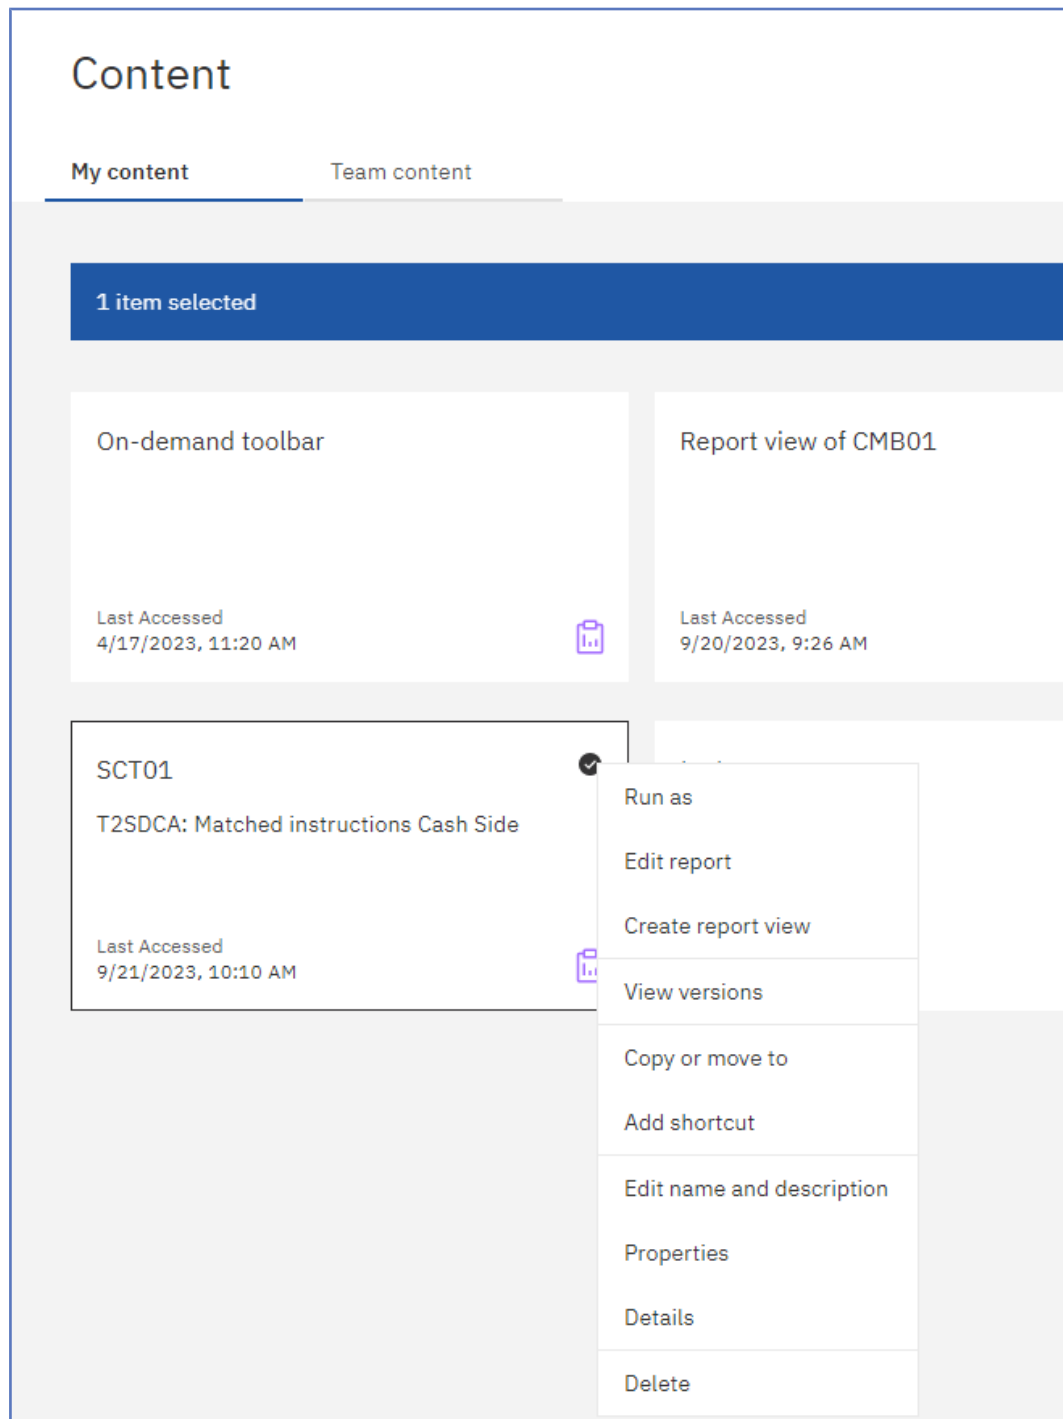 Content
My content
Team content
1 item selected
On-demand toolbar
Last Accessed
4/17/2023, 11:20 AM
Report view of CMB01
Last Accessed
9/20/2023, 9:26 AM
SCT01
T2SDCA: Matched instructions Cash Side
Last Accessed
9/21/2023, 10:10 AM
Run as
Edit report
Create report view
View versions
Copy or move to
Add shortcut
Edit name and description
Properties
Details
Delete